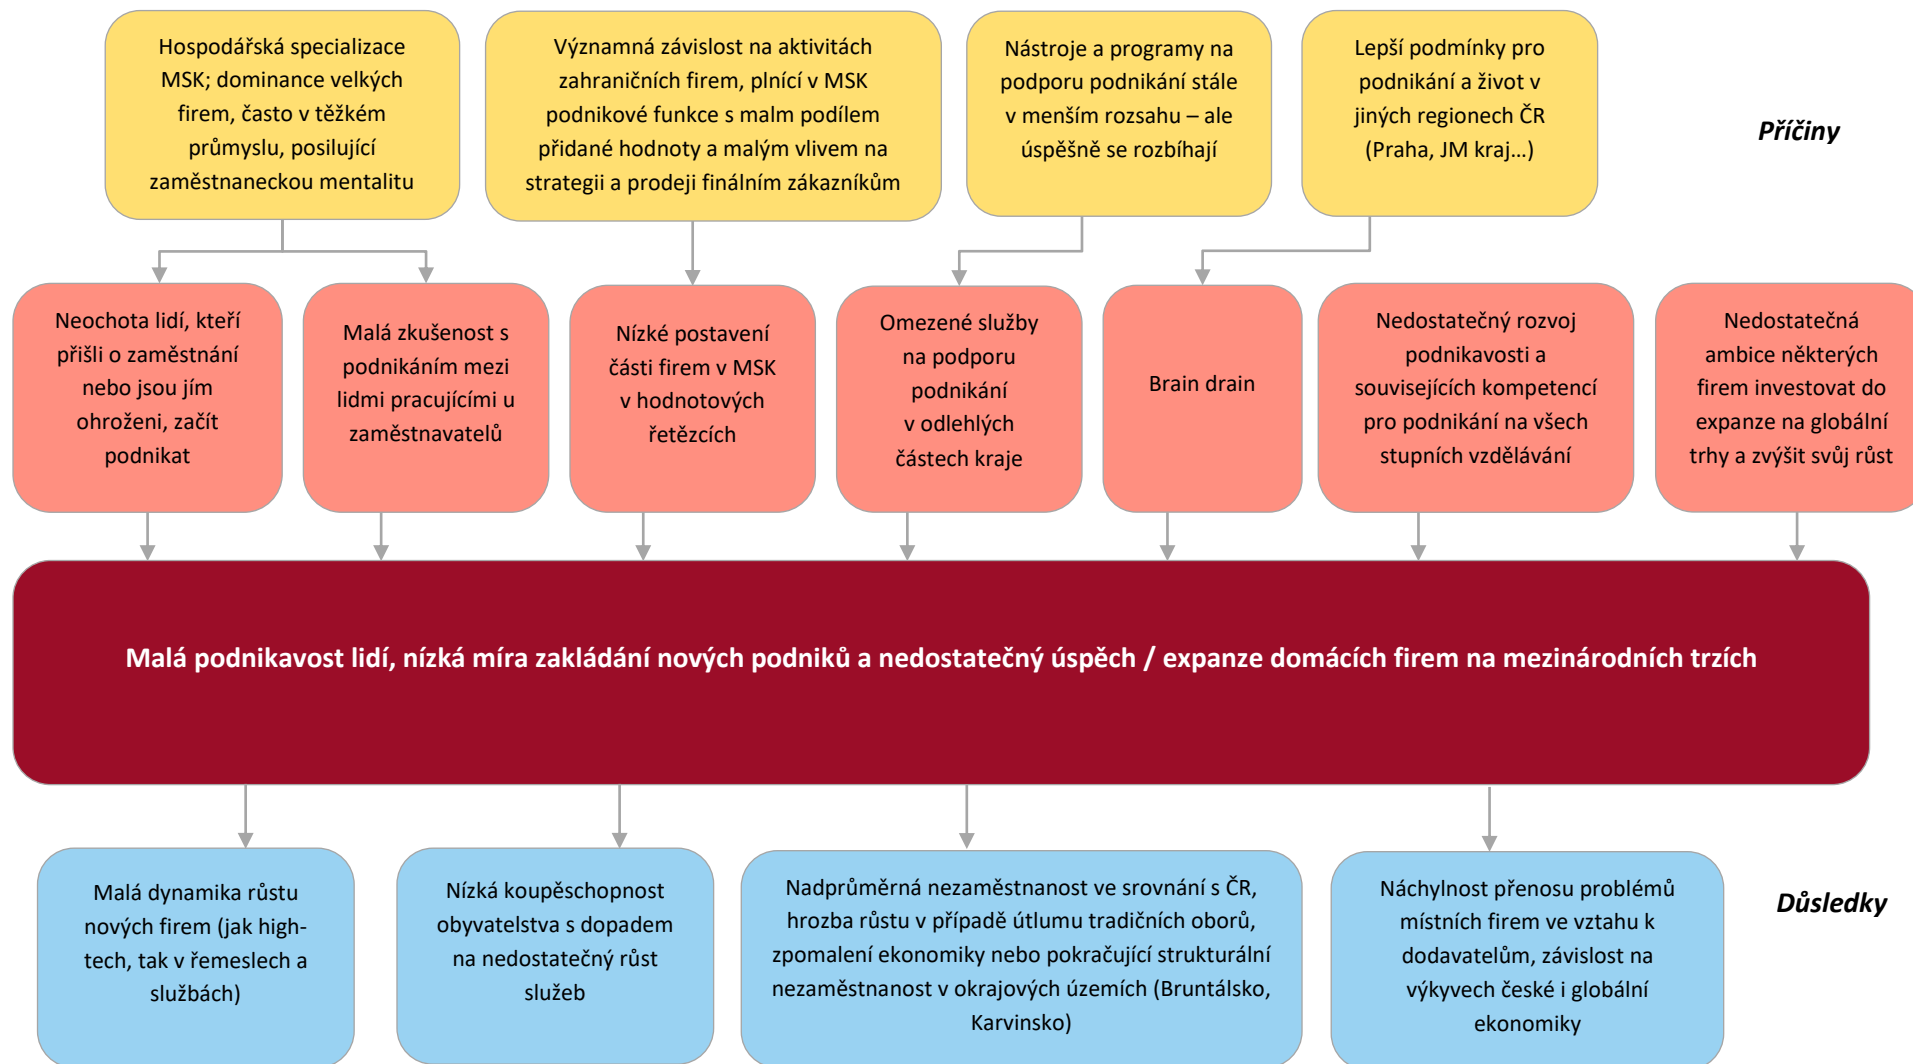 Hospodářská specializace
MSK; dominance velkých
firem, často v těžkém
průmyslu, posilující
zaměstnaneckou mentalitu
Významná závislost na aktivitách
zahraničních firem, plnící v MSK
podnikové funkce s malm podílem
přidané hodnoty a malým vlivem na
strategii a prodeji finálním zákazníkům
Nástroje a programy na
podporu podnikání stále
v menším rozsahu – ale
úspěšně se rozbíhají
Lepší podmínky pro
podnikání a život v
jiných regionech ČR
(Praha, JM kraj…)
Příčiny
Neochota lidí, kteří
přišli o zaměstnání
nebo jsou jím
ohroženi, začít
podnikat
Malá zkušenost s
podnikáním mezi
lidmi pracujícími u
zaměstnavatelů
Nízké postavení
části firem v MSK
v hodnotových
řetězcích
Omezené služby
na podporu
podnikání
v odlehlých
částech kraje
Brain drain
Nedostatečný rozvoj
podnikavosti a
souvisejících kompetencí
pro podnikání na všech
stupních vzdělávání
Nedostatečná
ambice některých
firem investovat do
expanze na globální
trhy a zvýšit svůj růst
Malá podnikavost lidí, nízká míra zakládání nových podniků a nedostatečný úspěch / expanze domácích firem na mezinárodních trzích
Malá dynamika růstu
nových firem (jak high-
tech, tak v řemeslech a
službách)
Nízká koupěschopnost
obyvatelstva s dopadem
na nedostatečný růst
služeb
Nadprůměrná nezaměstnanost ve srovnání s ČR,
hrozba růstu v případě útlumu tradičních oborů,
zpomalení ekonomiky nebo pokračující strukturální
nezaměstnanost v okrajových územích (Bruntálsko,
Karvinsko)
Náchylnost přenosu problémů
místních firem ve vztahu k
dodavatelům, závislost na
výkyvech české i globální
ekonomiky
Důsledky